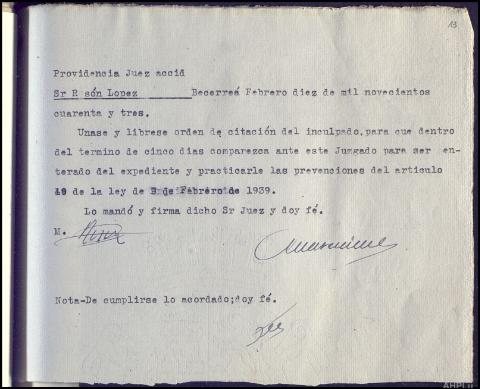 13
Providencia Juez accid
Sr R són Lopez Becerreá Febrero diez de mil novecientos
cuarenta y tres.
Unase y librese orden de citación del inculpado, para que dentro
del termino de cinco dias comparezca ante este Juzgado para ser en-
terado del expediente y practicarle las prevenciones del articulo
49 de la ley de 9 de Febrero de 1939.
Lo mandó y firma dicho Sr Juez y doy fé.
M.
Nota-De cumplirse lo acordado;doy fé.
AHPLu